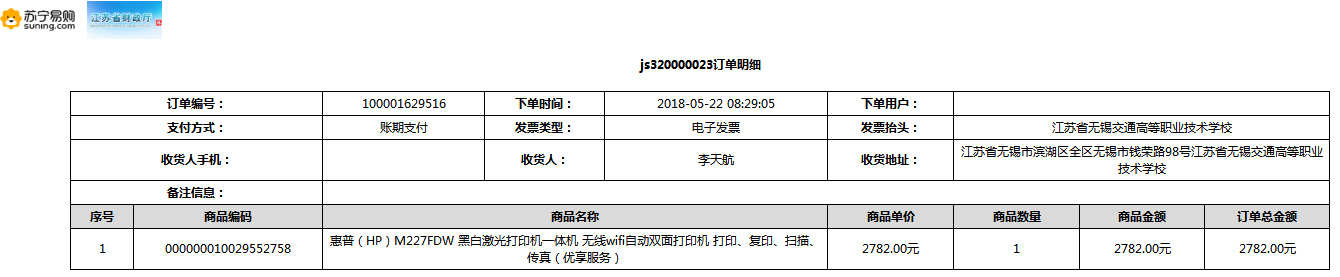 苏宁易购
suning.com
江苏省财政厅
js320000023订单明细
订单编号： 100001629516 下单时间： 2018-05-22 08:29:05 下单用户：
支付方式： 账期支付 发票类型： 电子发票 发票抬头： 江苏省无锡交通高等职业技术学校
收货人手机： 收货人： 李天航 收货地址： 江苏省无锡市滨湖区全区无锡市钱荣路98号江苏省无锡交通高等职业
技术学校
备注信息：
序号 商品编码 商品名称 商品单价 商品数量 商品金额 订单总金额
1 000000010029552758 惠普（HP）M227FDW 黑白激光打印机一体机 无线wifi自动双面打印机 打印、复印、扫描、 2782.00元 1 2782.00元 2782.00元
传真（优享服务）